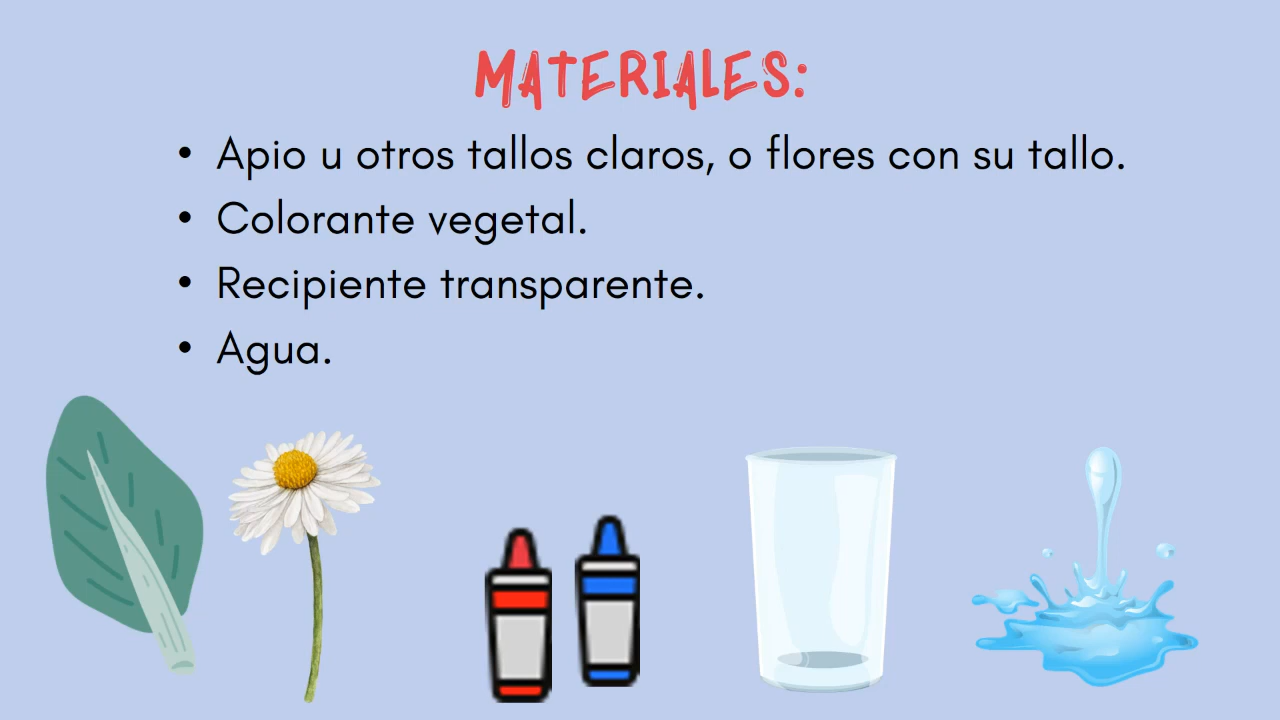 MATERIALES:
• Apio u otros tallos claros, o flores con su tallo.
• Colorante vegetal.
• Recipiente transparente.
• Agua.